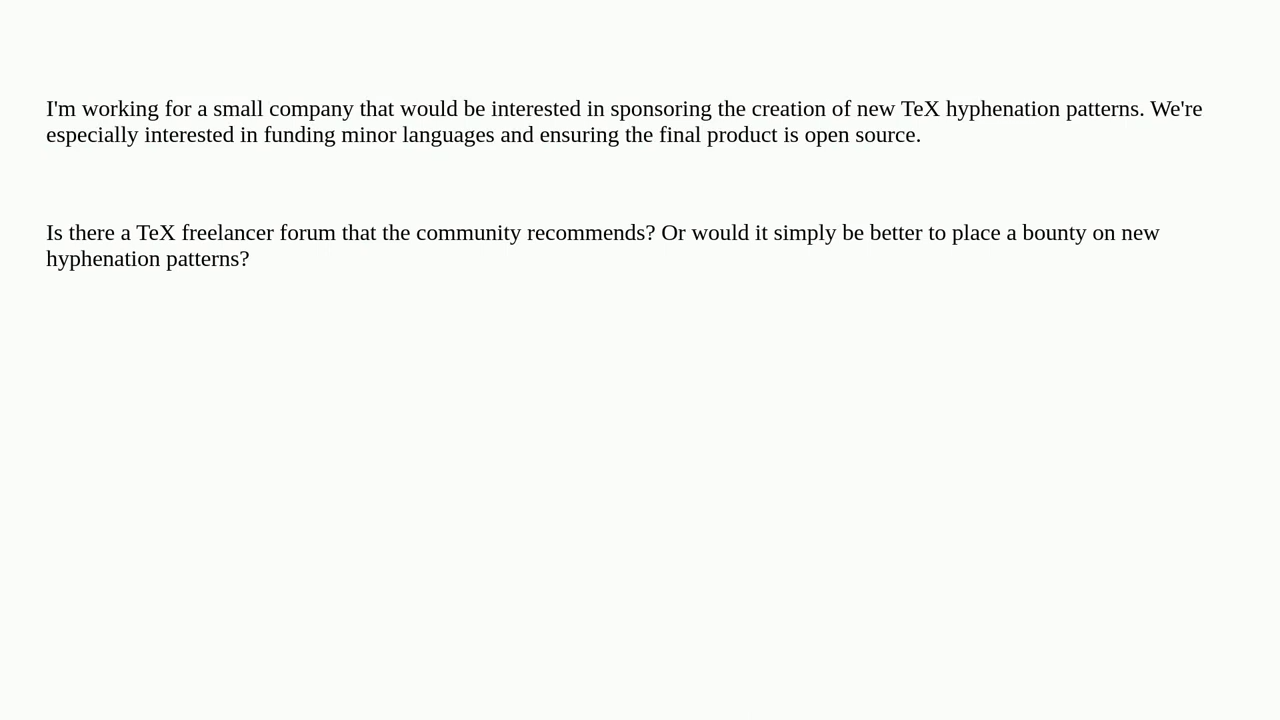 I'm working for a small company that would be interested in sponsoring the creation of new TeX hyphenation patterns. We're
especially interested in funding minor languages and ensuring the final product is open source.
Is there a TeX freelancer forum that the community recommends? Or would it simply be better to place a bounty on new
hyphenation patterns?